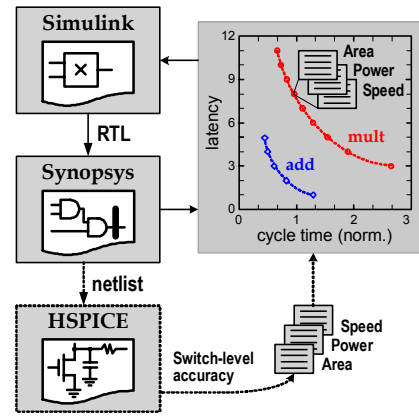 Simulink
×
RTL
Synopsys
netlist
HSPICE
Switch-level
accuracy
12
9
6
3
0
latency
0
1
2
3
cycle time (norm.)
Area
Power
Speed
mult
add
Speed
Power
Area